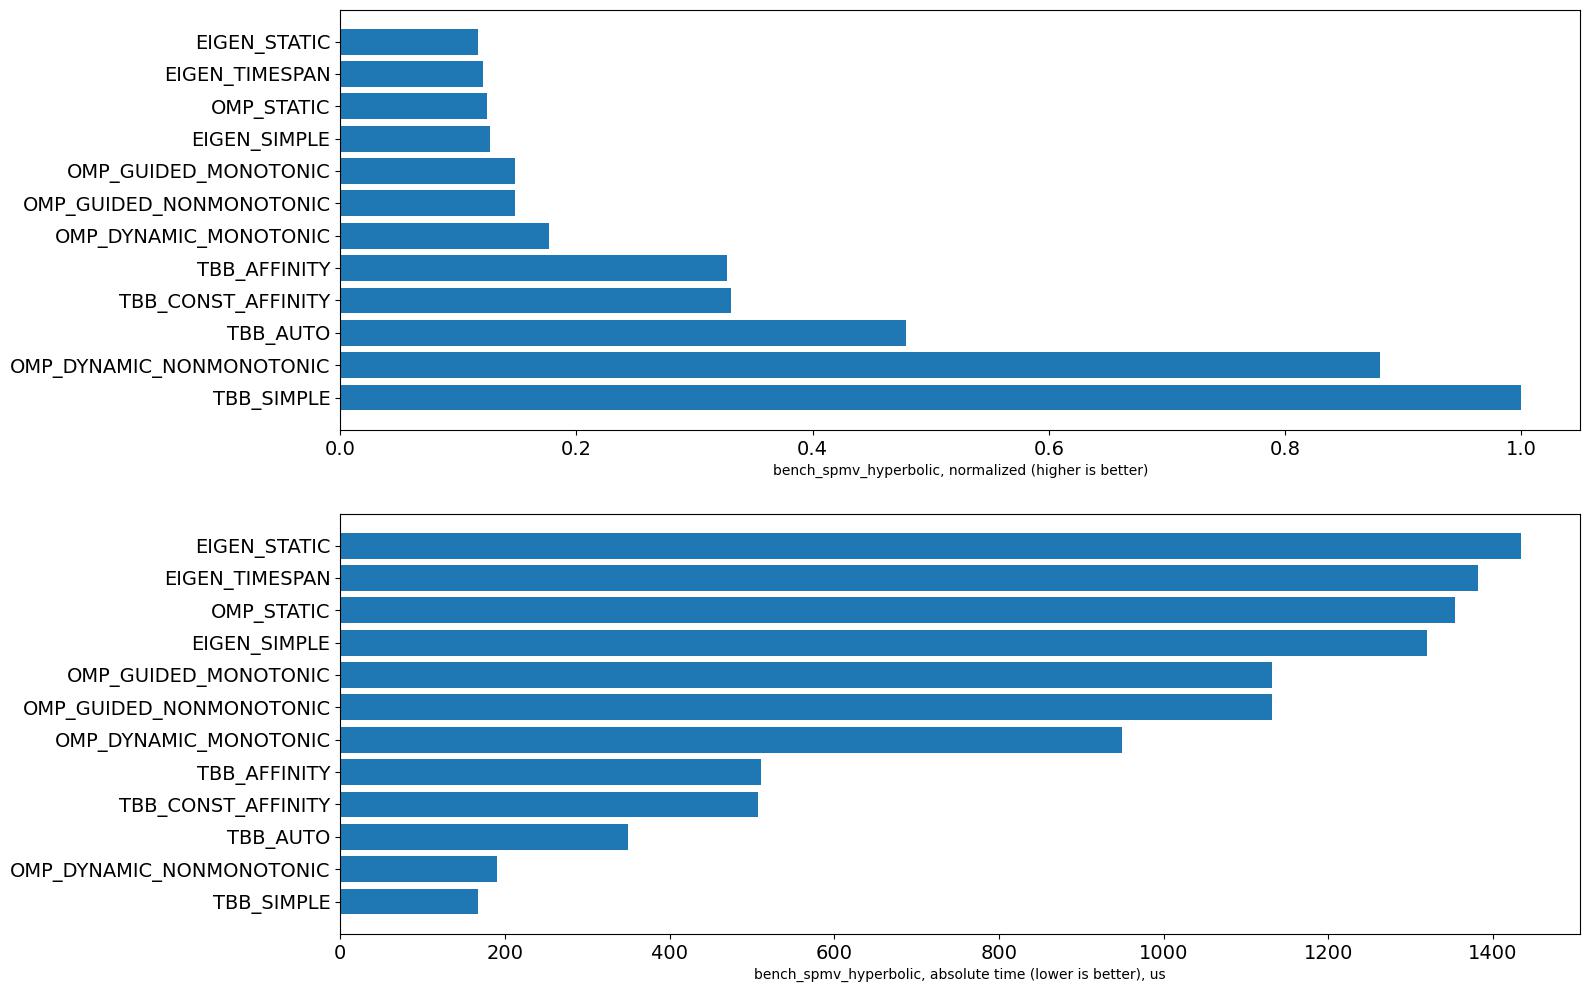 EIGEN_STATIC
EIGEN_TIMESPAN
OMP_STATIC
EIGEN_SIMPLE
OMP_GUIDED_MONOTONIC
OMP_GUIDED_NONMONOTONIC
OMP_DYNAMIC_MONOTONIC
TBB_AFFINITY
TBB_CONST_AFFINITY
TBB_AUTO
OMP_DYNAMIC_NONMONOTONIC
TBB_SIMPLE
0.0 0.2 0.4 0.6 0.8 1.0
bench_spmv_hyperbolic, normalized (higher is better)
EIGEN_STATIC
EIGEN_TIMESPAN
OMP_STATIC
EIGEN_SIMPLE
OMP_GUIDED_MONOTONIC
OMP_GUIDED_NONMONOTONIC
OMP_DYNAMIC_MONOTONIC
TBB_AFFINITY
TBB_CONST_AFFINITY
TBB_AUTO
OMP_DYNAMIC_NONMONOTONIC
TBB_SIMPLE
0 200 400 600 800 1000 1200 1400
bench_spmv_hyperbolic, absolute time (lower is better), us